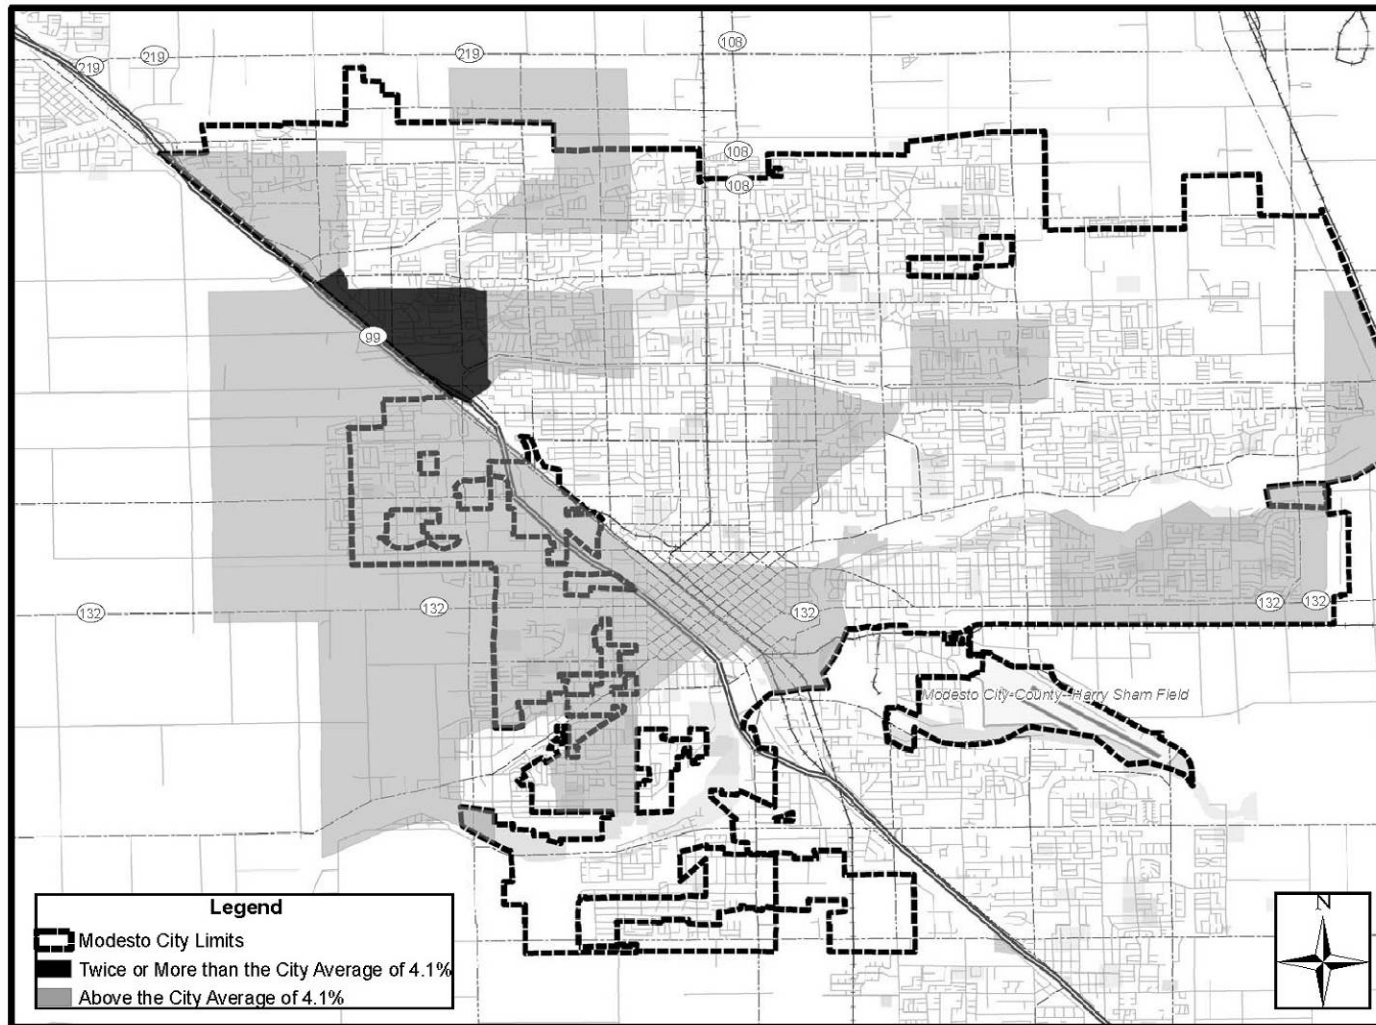 108
219
219
219
108
108
99
132
132
132
132
132
Modesto City-County--Harry Sham Field
Legend
Modesto City Limits
Twice or More than the City Average of 4.1%
Above the City Average of 4.1%
N